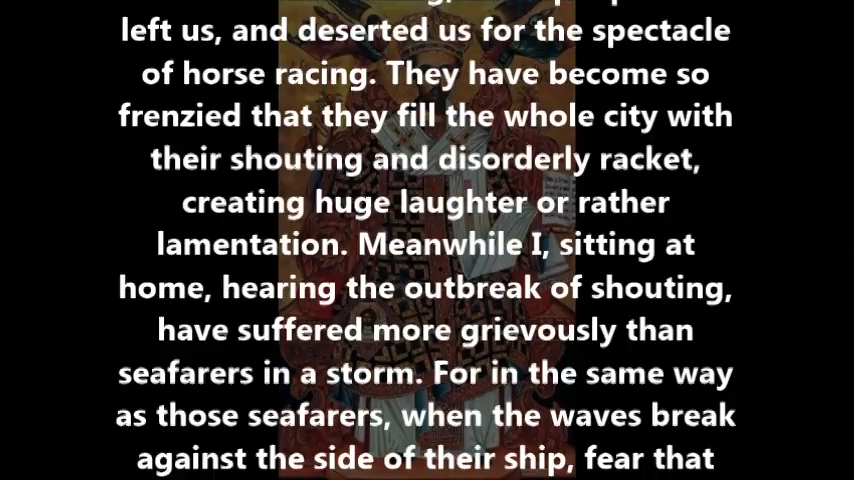 left us, and deserted us for the spectacle
of horse racing. They have become so
frenzied that they fill the whole city with
their shouting and disorderly racket,
creating huge laughter or rather
lamentation. Meanwhile I, sitting at
home, hearing the outbreak of shouting,
have suffered more grievously than
seafarers in a storm. For in the same way
as those seafarers, when the waves break
against the side of their ship, fear that